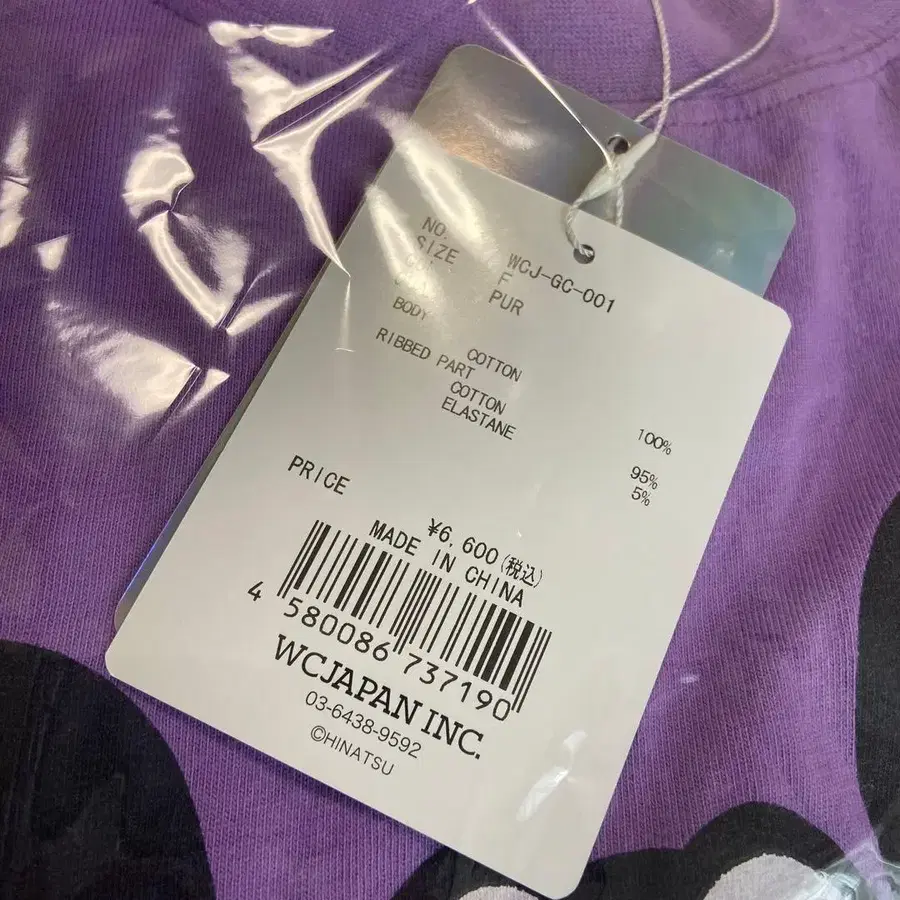 NO. WCJ-GC-001
SIZE F
PUR
BODY
COTTON 100%
RIBBED PART
COTTON 95%
ELASTANE 5%
PRICE
¥6,600(税込)
MADE IN CHINA
4 580086 737190
WCJAPAN INC.
03-6438-9592
©HINATSU